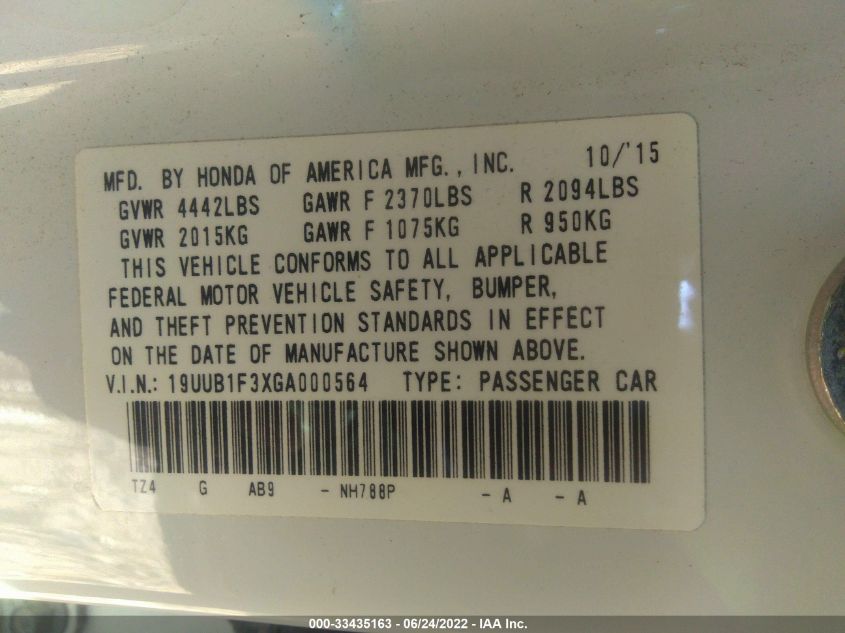 MFD. BY HONDA OF AMERICA MFG., INC. 10/'15
GVWR 4442LBS GAWR F 2370LBS R 2094LBS
GVWR 2015KG GAWR F 1075KG R 950KG
THIS VEHICLE CONFORMS TO ALL APPLICABLE
FEDERAL MOTOR VEHICLE SAFETY, BUMPER,
AND THEFT PREVENTION STANDARDS IN EFFECT
ON THE DATE OF MANUFACTURE SHOWN ABOVE.
V.I.N.: 19UUB1F3XGA000564 TYPE: PASSENGER CAR
TZ4 G AB9 - NH788P - A - A
000-33435163 - 06/24/2022 - IAA Inc.